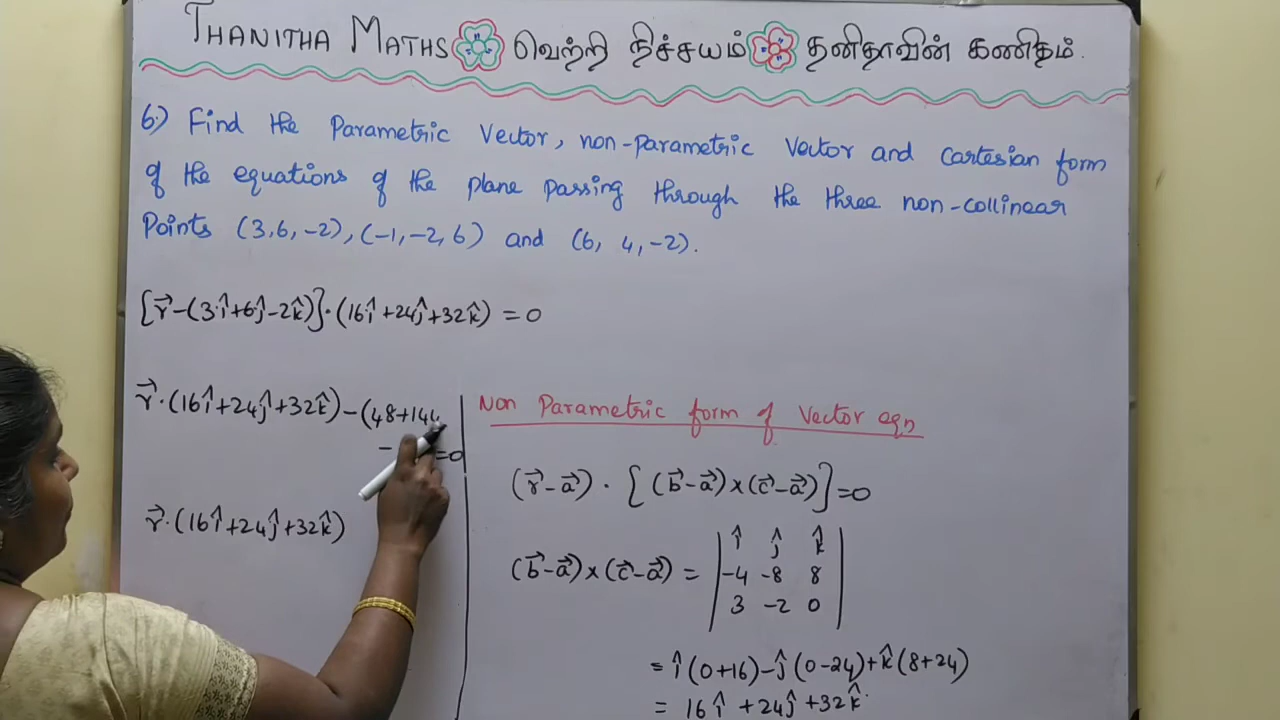 THANITHA MATHS வெற்றி நிச்சயம் தனிதாவின் கணிதம்.
6.) Find the Parametric Vector, non-parametric Vector and Cartesian form
of the equations of the plane passing through the three non-collinear
Points (3,6,-2), (-1,-2,6) and (6, 4,-2).
[r⃗-(3î+6ĵ-2k̂)]·(16î+24ĵ+32k̂) = 0
r⃗·(16î+24ĵ+32k̂)-(48+144
- =0
r⃗·(16î+24ĵ+32k̂)
Non Parametric form of Vector eqn
(r⃗-a⃗)·[(b⃗-a⃗)×(c⃗-a⃗)]=0
î ĵ k̂
(b⃗-a⃗)×(c⃗-a⃗) = |-4 -8 8|
3 -2 0
= î(0+16)-ĵ(0-24)+k̂(8+24)
= 16î+24ĵ+32k̂.